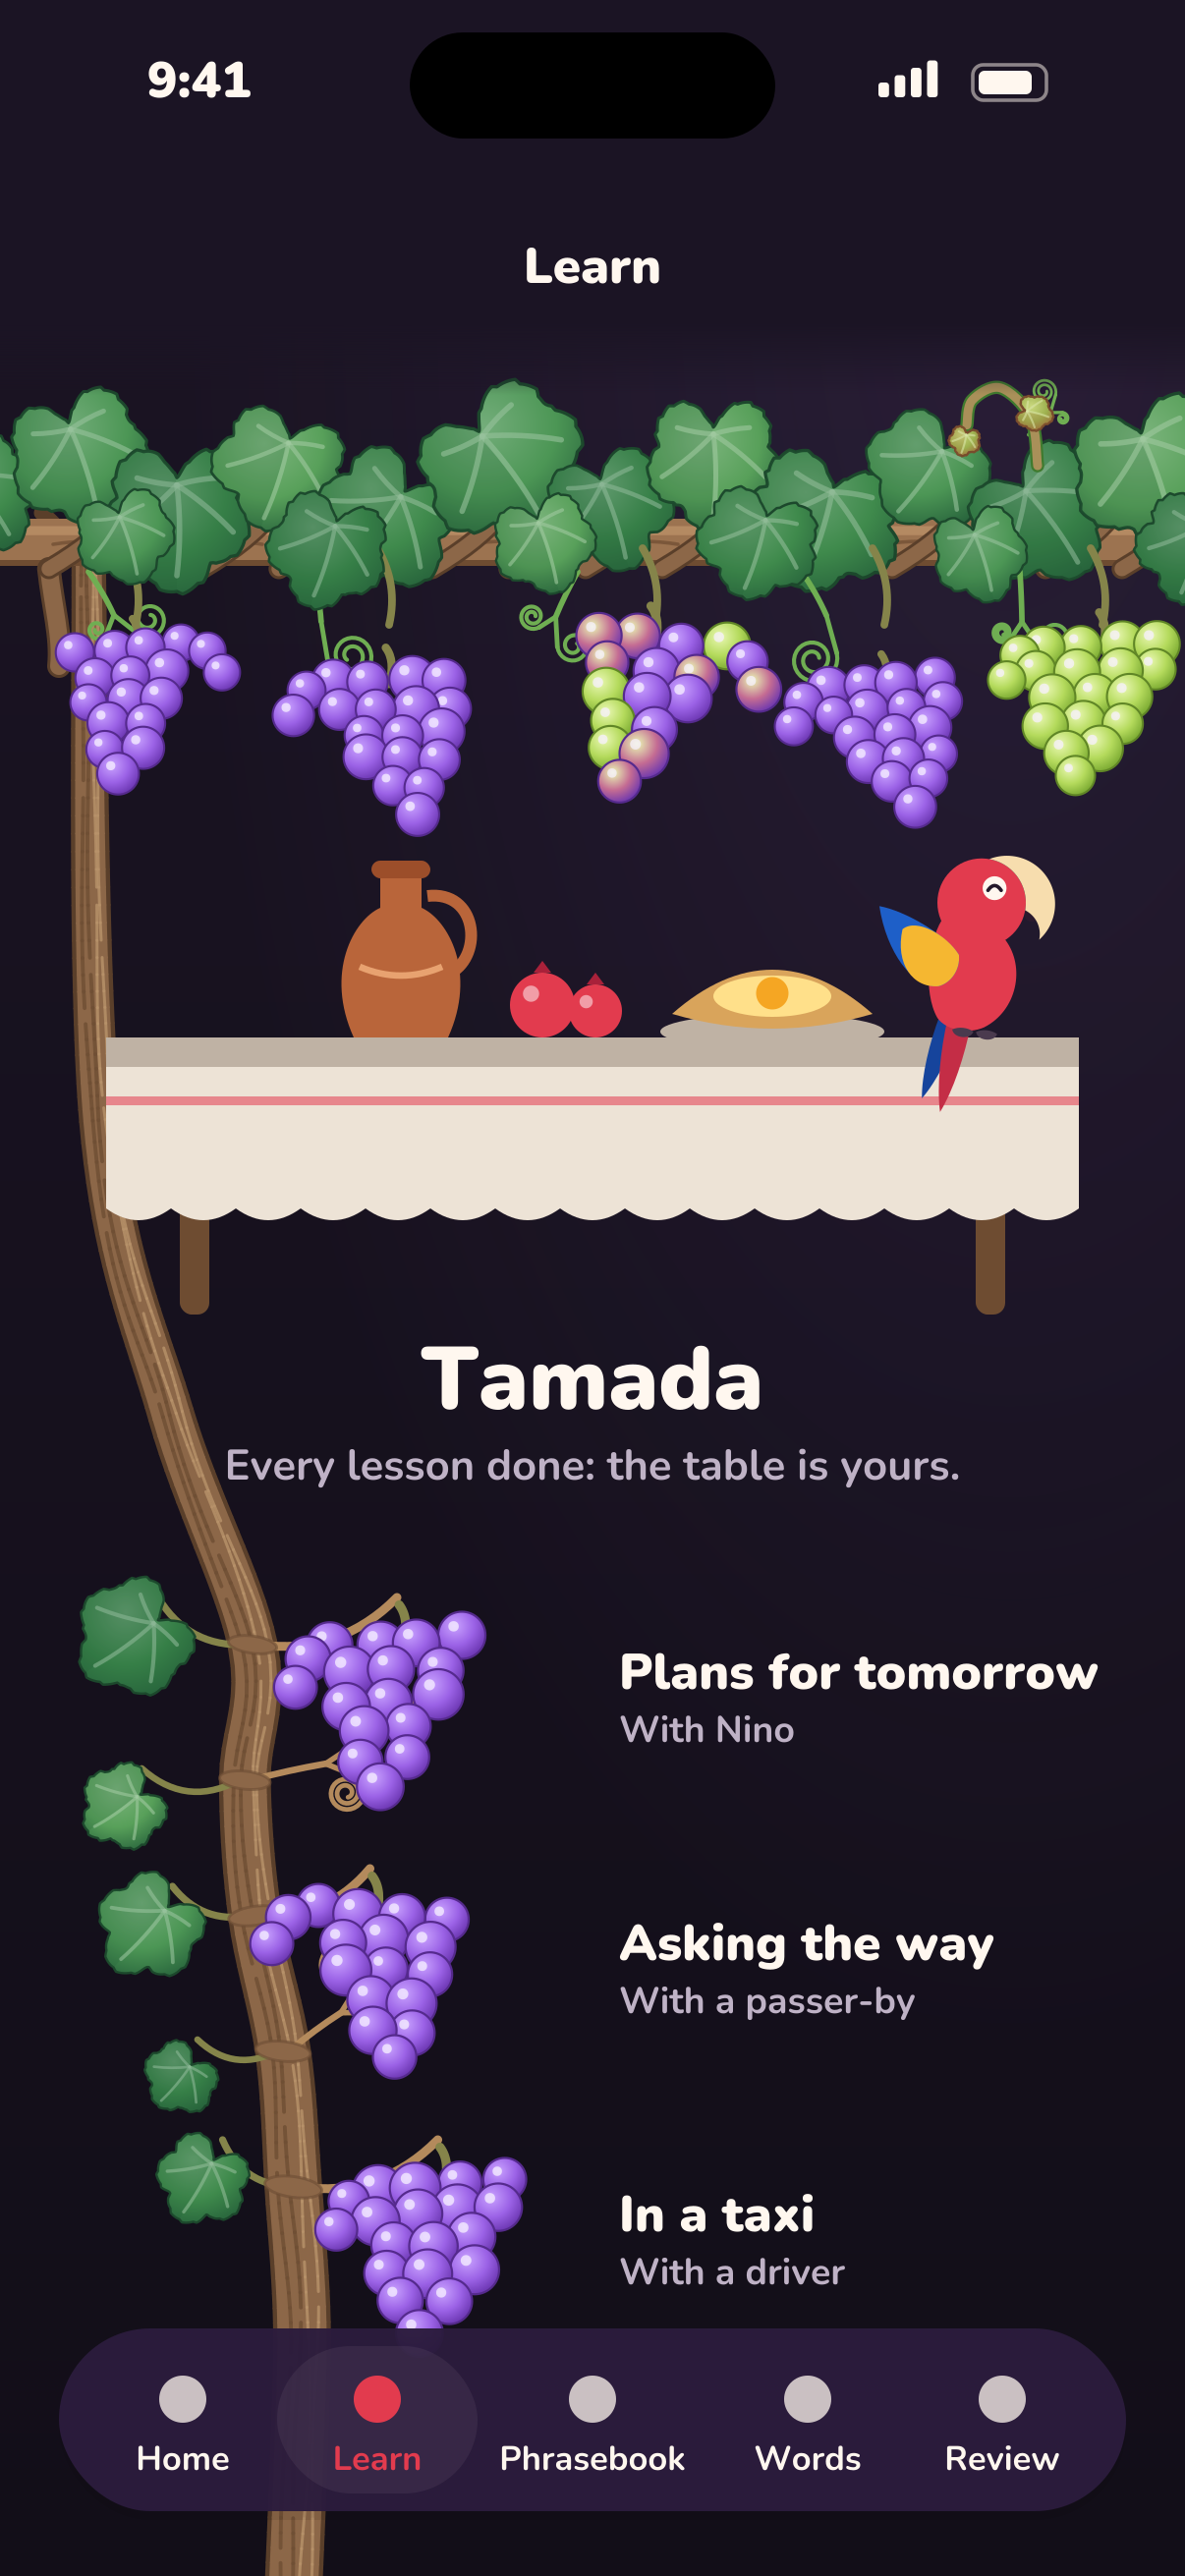 9:41
Learn
Tamada
Every lesson done: the table is yours.
Plans for tomorrow
With Nino
Asking the way
With a passer-by
In a taxi
With a driver
Home
Learn
Phrasebook
Words
Review